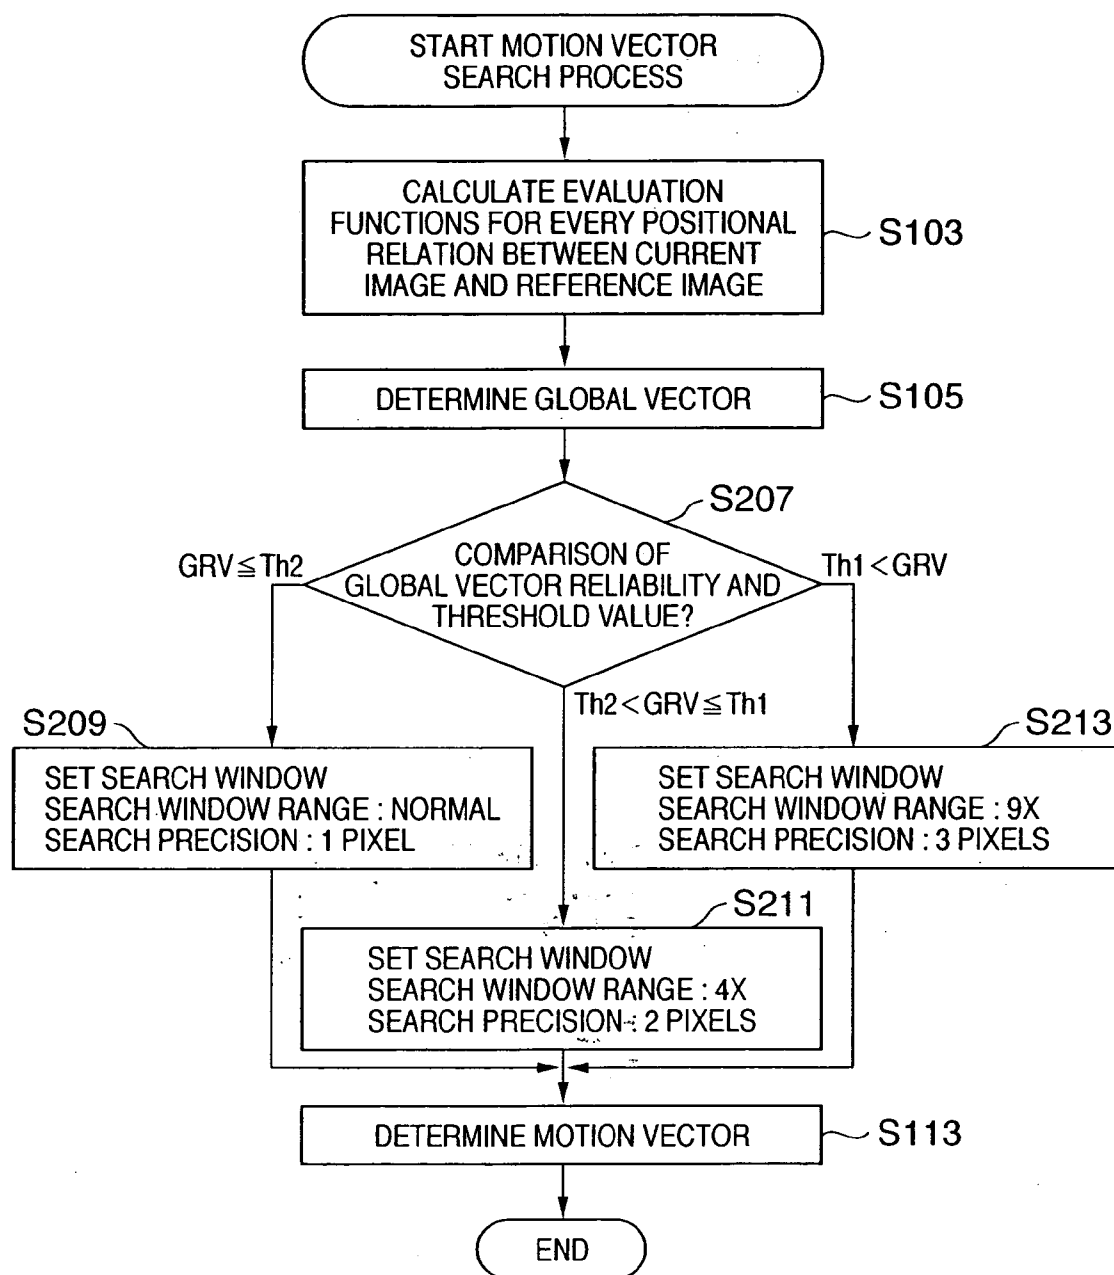 START MOTION VECTOR
SEARCH PROCESS
CALCULATE EVALUATION
FUNCTIONS FOR EVERY POSITIONAL
RELATION BETWEEN CURRENT
IMAGE AND REFERENCE IMAGE
S103
DETERMINE GLOBAL VECTOR
S105
S207
COMPARISON OF
GLOBAL VECTOR RELIABILITY AND
THRESHOLD VALUE?
GRV≦Th2
Th1<GRV
Th2<GRV≦Th1
S209
SET SEARCH WINDOW
SEARCH WINDOW RANGE : NORMAL
SEARCH PRECISION : 1 PIXEL
S213
SET SEARCH WINDOW
SEARCH WINDOW RANGE : 9X
SEARCH PRECISION : 3 PIXELS
S211
SET SEARCH WINDOW
SEARCH WINDOW RANGE : 4X
SEARCH PRECISION : 2 PIXELS
DETERMINE MOTION VECTOR
S113
END